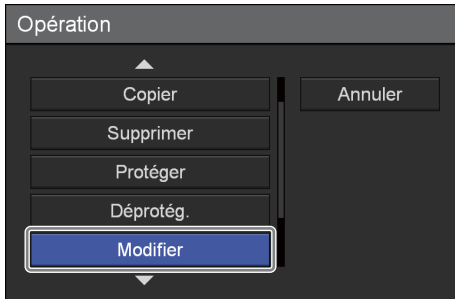 Opération
Copier
Annuler
Supprimer
Protéger
Déprotég.
Modifier